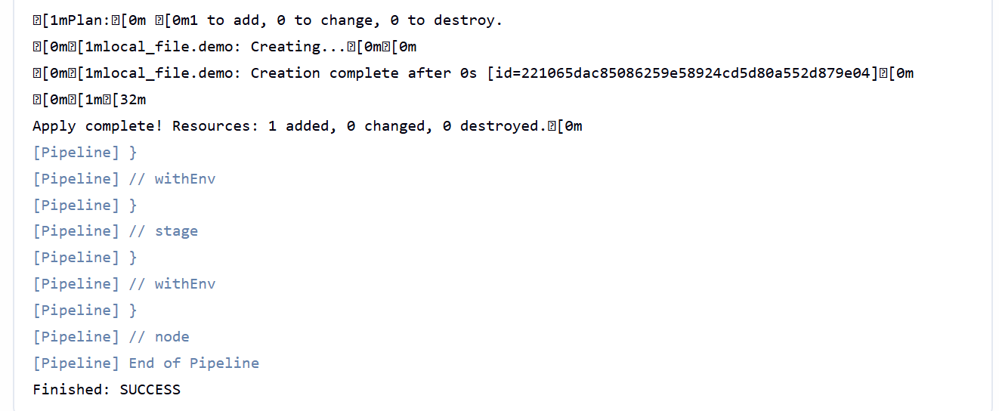 ␛[1mPlan:␛[0m ␛[0m1 to add, 0 to change, 0 to destroy.
␛[0m␛[1mlocal_file.demo: Creating...␛[0m␛[0m
␛[0m␛[1mlocal_file.demo: Creation complete after 0s [id=221065dac85086259e58924cd5d80a552d879e04]␛[0m
␛[0m␛[1m␛[32m
Apply complete! Resources: 1 added, 0 changed, 0 destroyed.␛[0m
[Pipeline] }
[Pipeline] // withEnv
[Pipeline] }
[Pipeline] // stage
[Pipeline] }
[Pipeline] // withEnv
[Pipeline] }
[Pipeline] // node
[Pipeline] End of Pipeline
Finished: SUCCESS